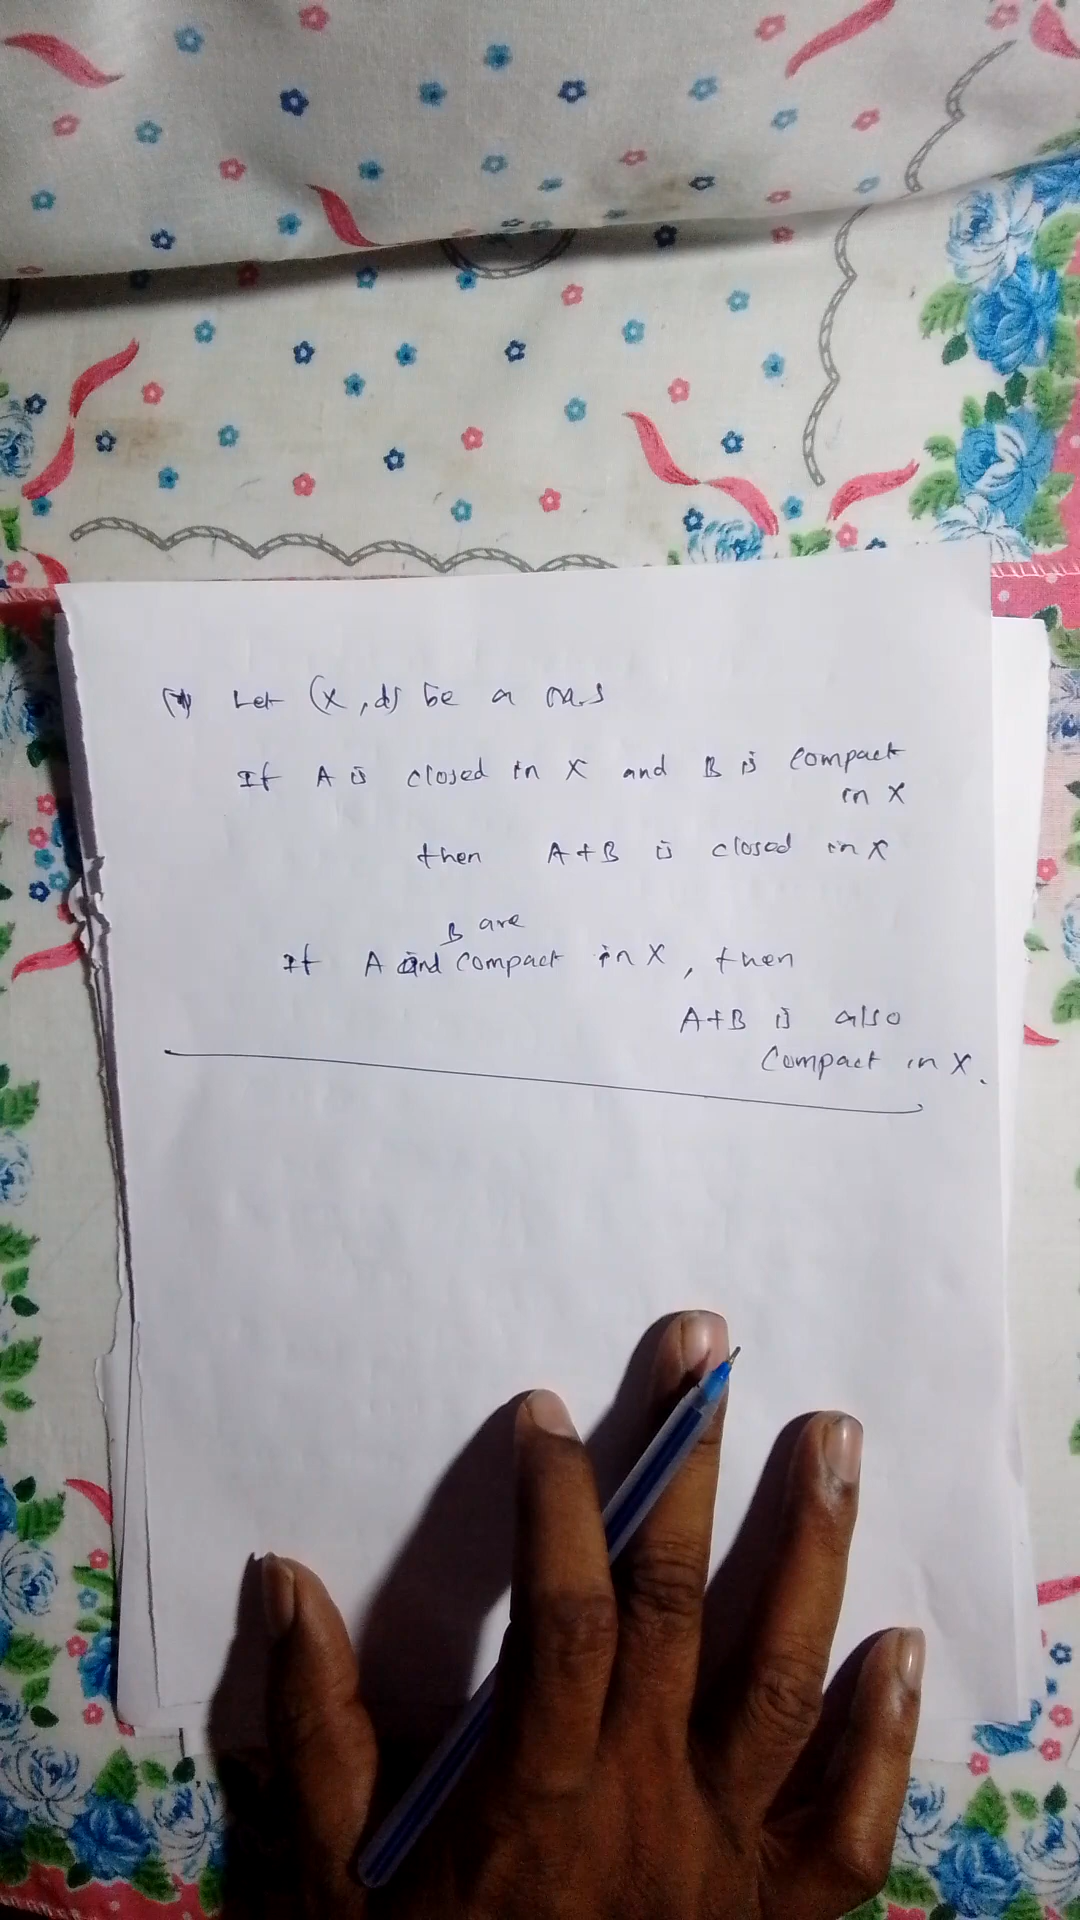 Let (X, d) be a m.s
If A is closed in X and B is compact
in X
then A+B is closed in X
B are
If A and compact in X, then
A+B is also
compact in X.